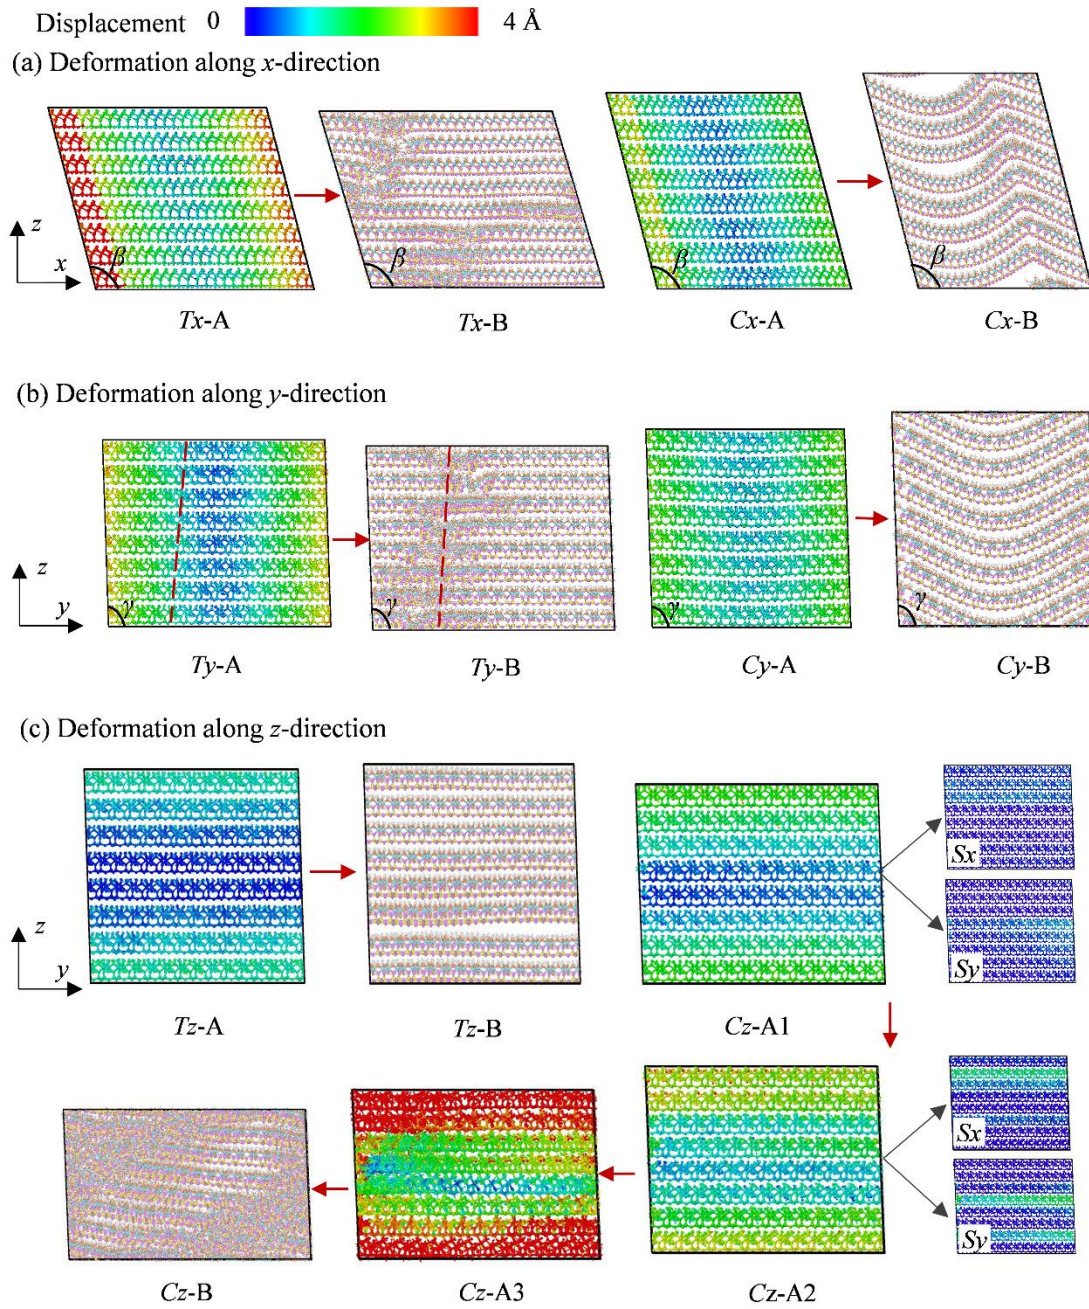 Displacement 0 4 Å
(a) Deformation along x-direction
z
x
β
β
β
β
Tx-A Tx-B Cx-A Cx-B
(b) Deformation along y-direction
z
y
γ
γ
γ
γ
Ty-A Ty-B Cy-A Cy-B
(c) Deformation along z-direction
Sx
z
y
Sy
Tz-A Tz-B Cz-A1
Sx
Sy
Cz-B Cz-A3 Cz-A2